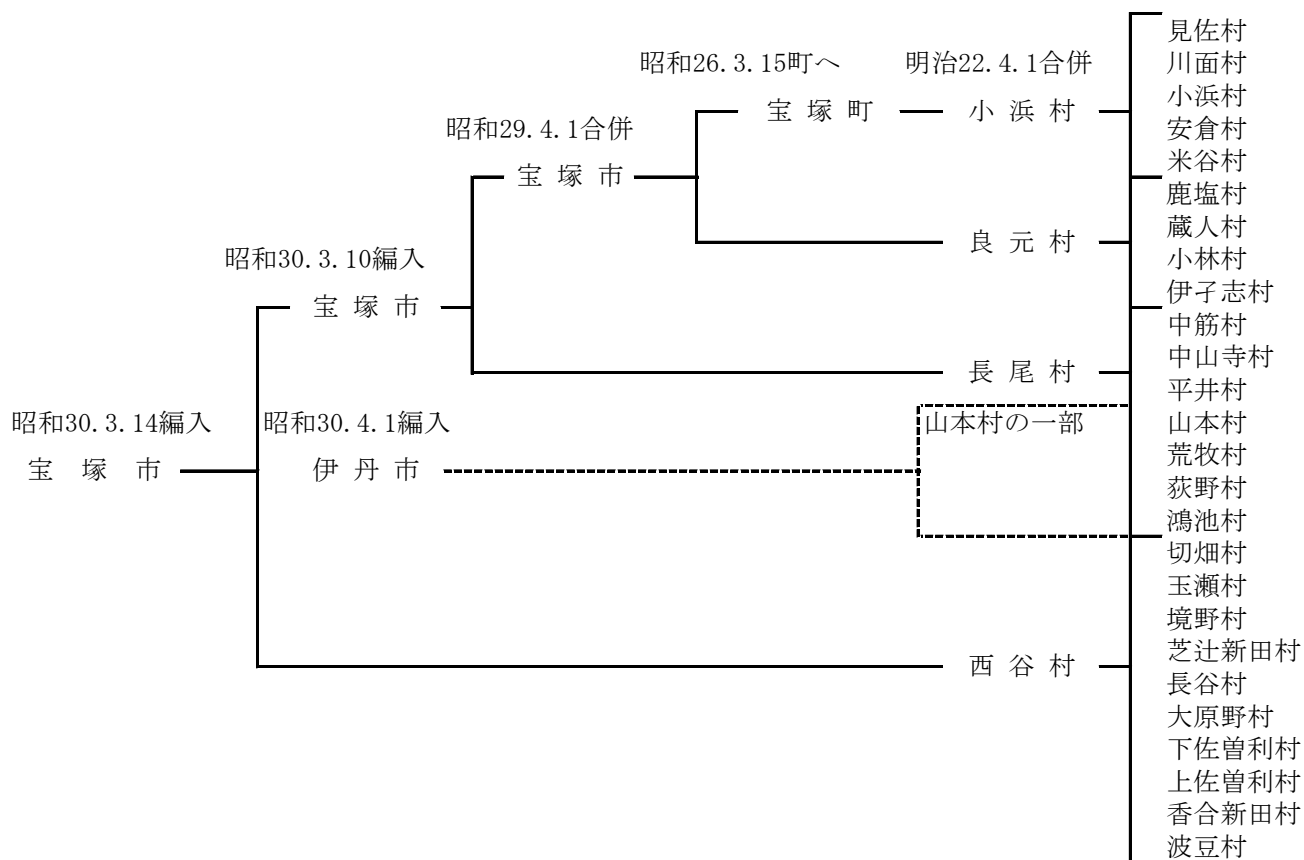 見佐村
昭和26.3.15町へ 明治22.4.1合併 川面村
宝塚町 小浜村 小浜村
昭和29.4.1合併 安倉村
宝塚市 米谷村
鹿塩村
蔵人村
良元村 小林村
昭和30.3.10編入 伊孑志村
宝塚市 中筋村
中山寺村
長尾村 平井村
昭和30.3.14編入 昭和30.4.1編入 山本村の一部 山本村
宝塚市 伊丹市 荒牧村
荻野村
鴻池村
切畑村
玉瀬村
境野村
西谷村 芝辻新田村
長谷村
大原野村
下佐曽利村
上佐曽利村
香合新田村
波豆村